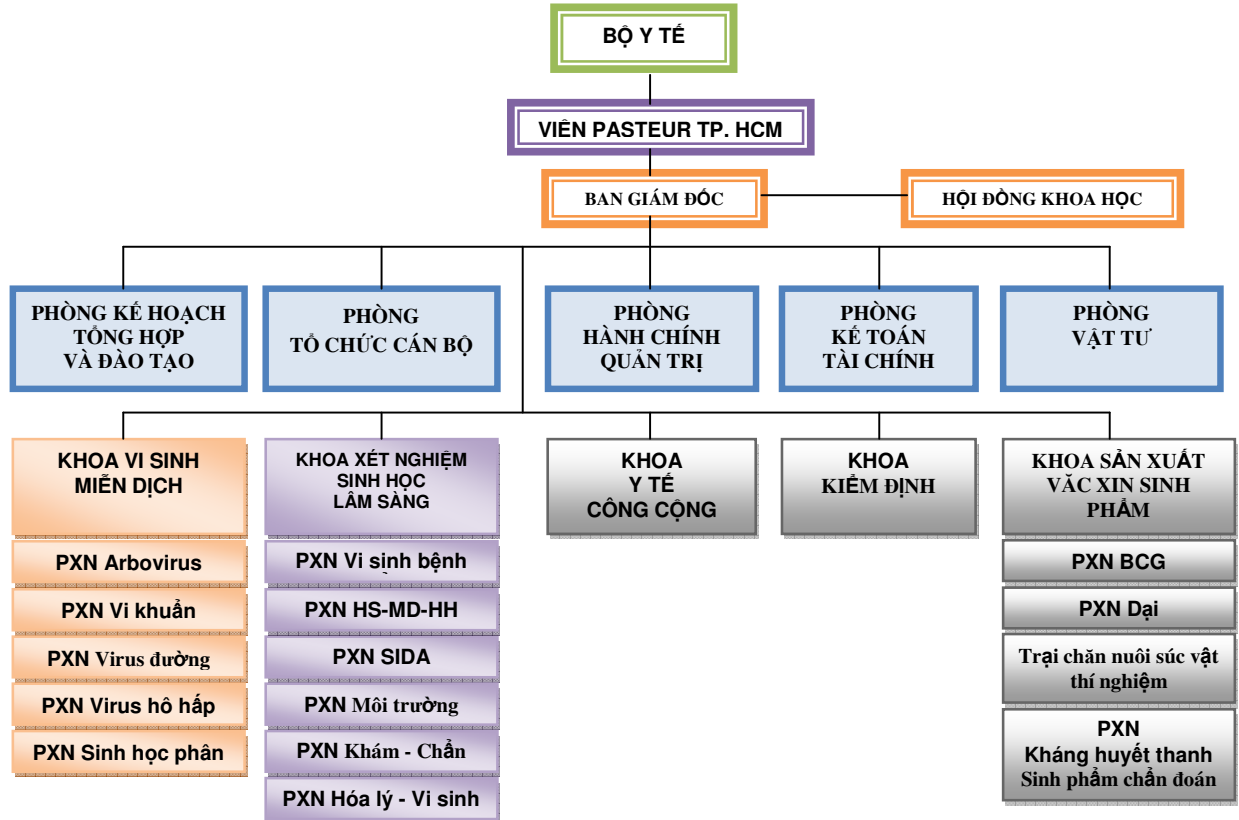 BỘ Y TẾ
VIÊN PASTEUR TP. HCM
BAN GIÁM ĐỐC
HỘI ĐỒNG KHOA HỌC
PHÒNG KẾ HOẠCH
TỔNG HỢP
VÀ ĐÀO TẠO
PHÒNG
TỔ CHỨC CÁN BỘ
PHÒNG
HÀNH CHÍNH
QUẢN TRỊ
PHÒNG
KẾ TOÁN
TÀI CHÍNH
PHÒNG
VẬT TƯ
KHOA VI SINH
MIỄN DỊCH
PXN Arbovirus
PXN Vi khuẩn
PXN Virus đường
PXN Virus hô hấp
PXN Sinh học phân
KHOA XÉT NGHIỆM
SINH HỌC
LÂM SÀNG
PXN Vi sinh bệnh
PXN HS-MD-HH
PXN SIDA
PXN Môi trường
PXN Khám - Chẩn
PXN Hóa lý - Vi sinh
KHOA
Y TẾ
CÔNG CỘNG
KHOA
KIỂM ĐỊNH
KHOA SẢN XUẤT
VĂC XIN SINH
PHẨM
PXN BCG
PXN Dại
Trại chăn nuôi súc vật
thí nghiệm
PXN
Kháng huyết thanh
Sinh phẩm chẩn đoán